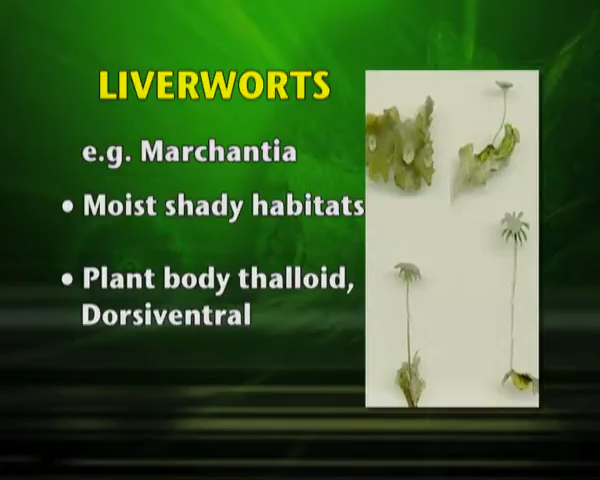 LIVERWORTS
e.g. Marchantia
• Moist shady habitats
• Plant body thalloid,
Dorsiventral